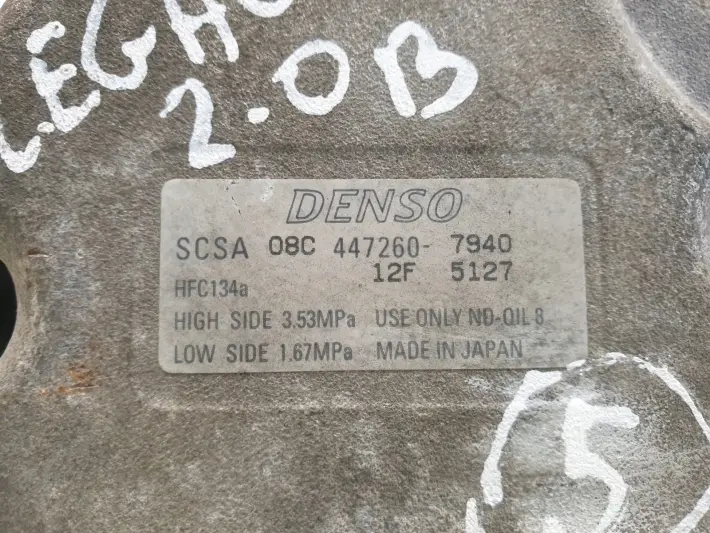 2.0B
DENSO
SCSA 08C 447260- 7940
12F 5127
HFC134a
HIGH SIDE 3.53MPa USE ONLY ND-OIL 8
LOW SIDE 1.67MPa MADE IN JAPAN
5